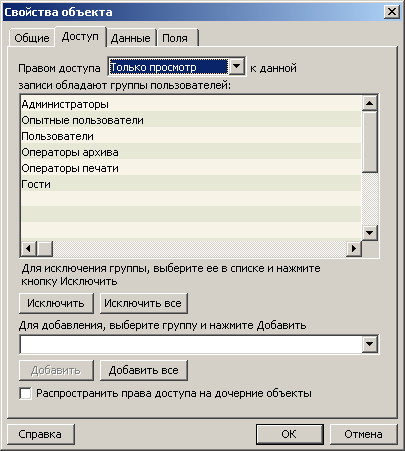 Свойства объекта
Общие Доступ Данные Поля
Правом доступа Только просмотр к данной
записи обладают группы пользователей:
Администраторы
Опытные пользователи
Пользователи
Операторы архива
Операторы печати
Гости
Для исключения группы, выберите ее в списке и нажмите
кнопку Исключить
Исключить Исключить все
Для добавления, выберите группу и нажмите Добавить
Добавить Добавить все
Распространить права доступа на дочерние объекты
Справка ОК Отмена